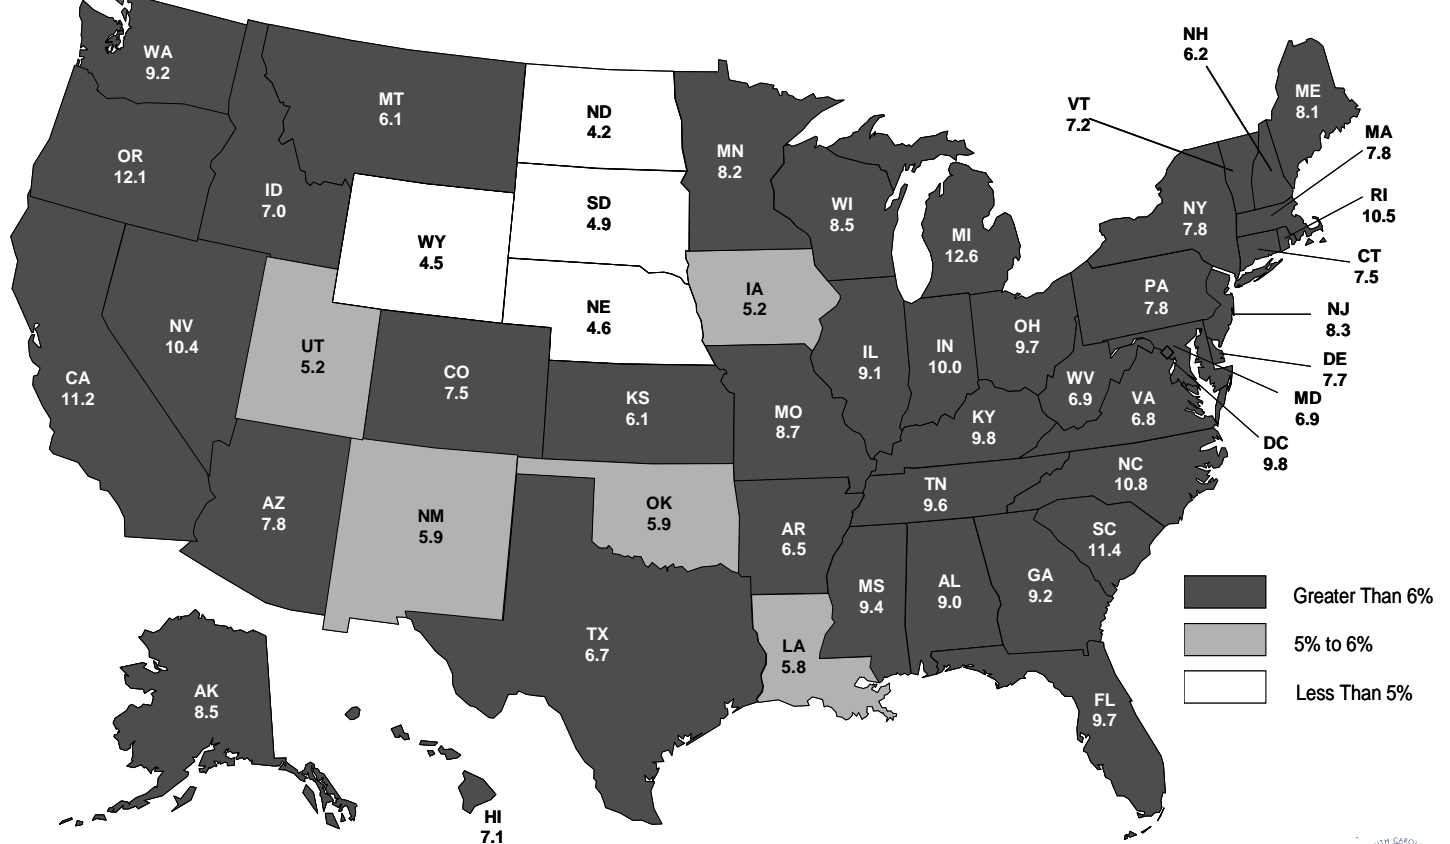 WA
9.2
MT
6.1
ND
4.2
NH
6.2
VT
7.2
ME
8.1
MA
7.8
OR
12.1
ID
7.0
MN
8.2
WI
8.5
SD
4.9
NY
7.8
RI
10.5
WY
4.5
MI
12.6
CT
7.5
IA
5.2
NE
4.6
PA
7.8
NJ
8.3
NV
10.4
UT
5.2
CO
7.5
IL
9.1
IN
10.0
OH
9.7
DE
7.7
CA
11.2
KS
6.1
MO
8.7
WV
6.9
VA
6.8
MD
6.9
KY
9.8
DC
9.8
AZ
7.8
NM
5.9
OK
5.9
TN
9.6
NC
10.8
AR
6.5
SC
11.4
MS
9.4
AL
9.0
GA
9.2
Greater Than 6%
TX
6.7
LA
5.8
5% to 6%
Less Than 5%
AK
8.5
FL
9.7
HI
7.1